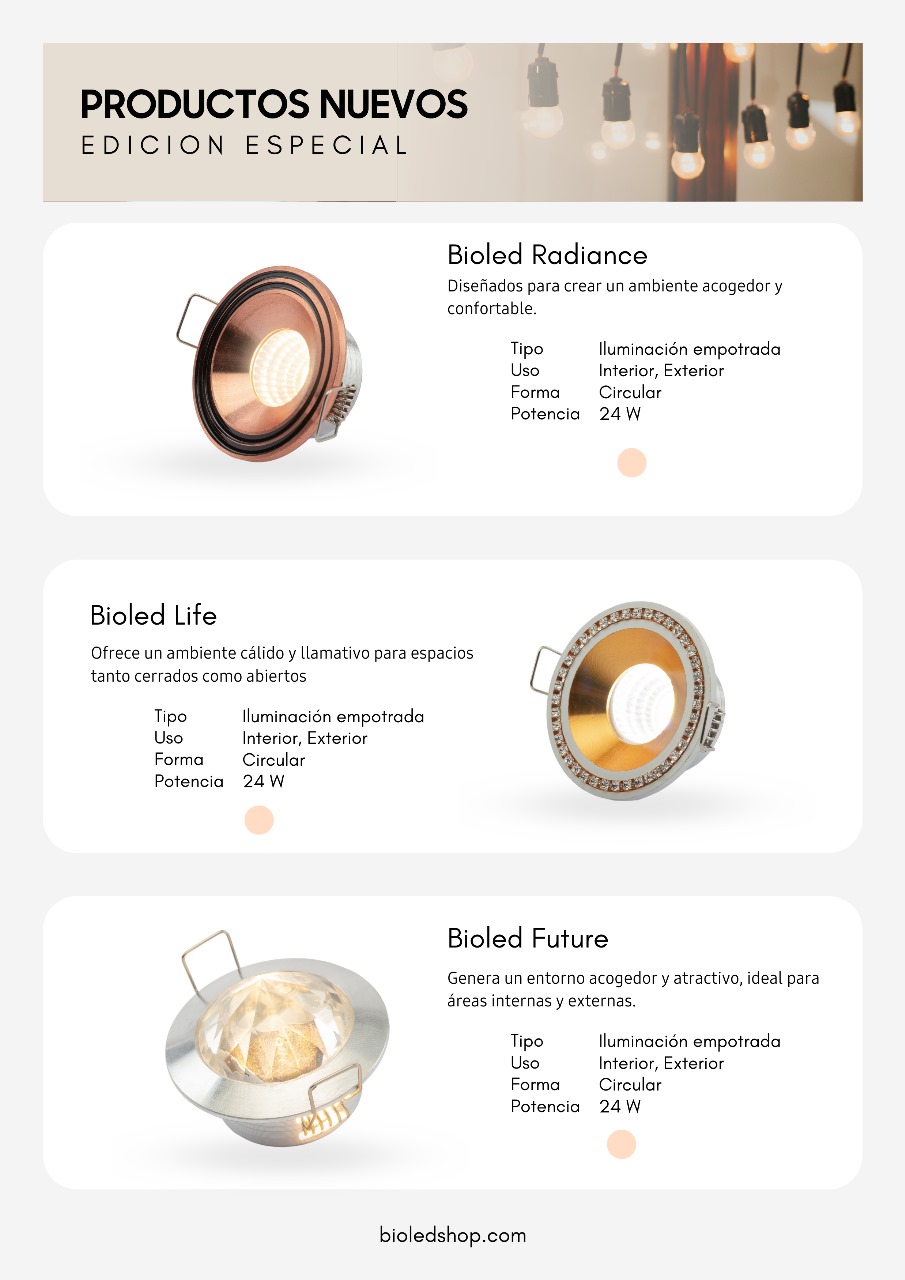 PRODUCTOS NUEVOS
EDICION ESPECIAL
Bioled Radiance
Diseñados para crear un ambiente acogedor y
confortable.
Tipo Iluminación empotrada
Uso Interior, Exterior
Forma Circular
Potencia 24 W
Bioled Life
Ofrece un ambiente cálido y llamativo para espacios
tanto cerrados como abiertos
Tipo Iluminación empotrada
Uso Interior, Exterior
Forma Circular
Potencia 24 W
Bioled Future
Genera un entorno acogedor y atractivo, ideal para
áreas internas y externas.
Tipo Iluminación empotrada
Uso Interior, Exterior
Forma Circular
Potencia 24 W
bioledshop.com